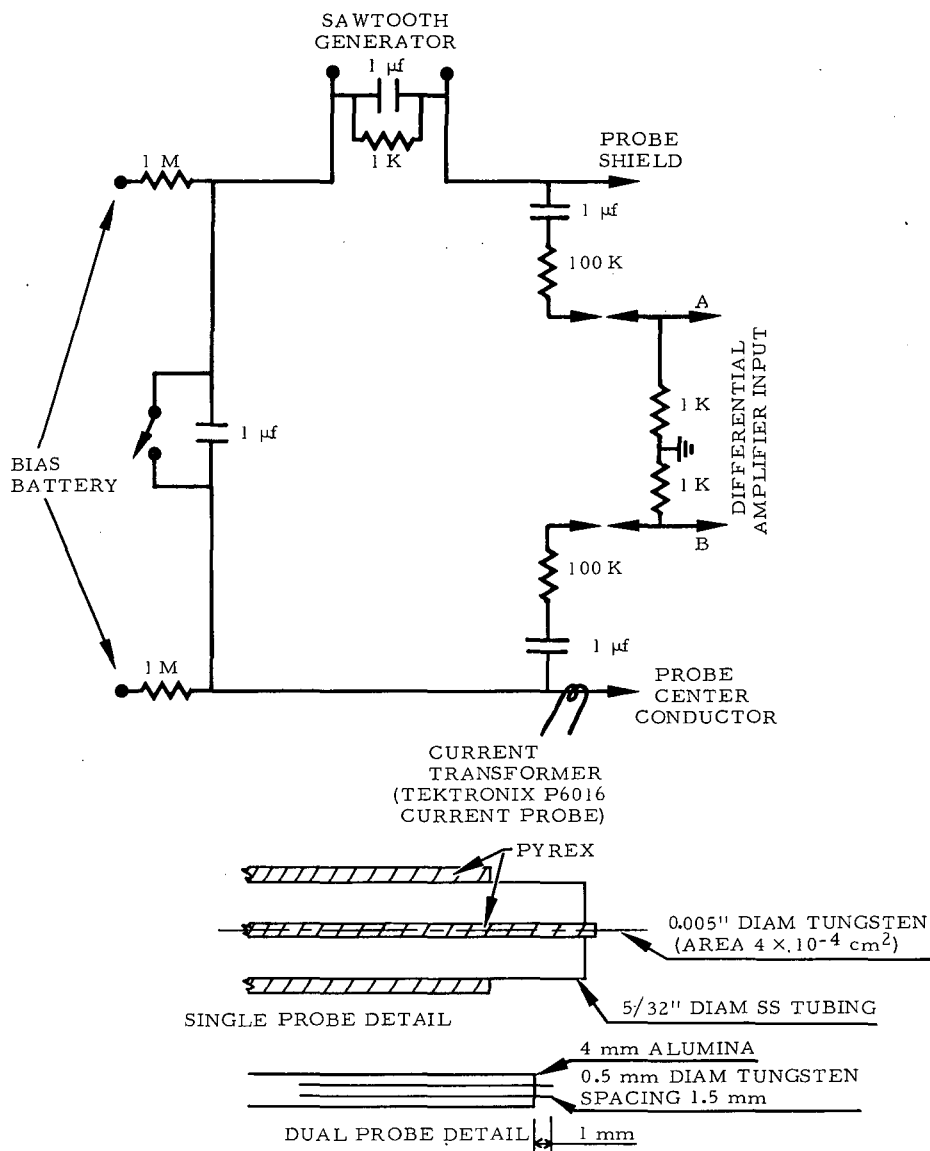 SAWTOOTH
GENERATOR
1 µf
1 K
1 M
PROBE
SHIELD
1 µf
100 K
A
1 K
DIFFERENTIAL
AMPLIFIER INPUT
1 µf
BIAS
BATTERY
1 K
B
100 K
1 µf
1 M
PROBE
CENTER
CONDUCTOR
CURRENT
TRANSFORMER
(TEKTRONIX P6016
CURRENT PROBE)
PYREX
0.005" DIAM TUNGSTEN
(AREA 4 × 10⁻⁴ cm²)
5/32" DIAM SS TUBING
SINGLE PROBE DETAIL
4 mm ALUMINA
0.5 mm DIAM TUNGSTEN
SPACING 1.5 mm
DUAL PROBE DETAIL
1 mm